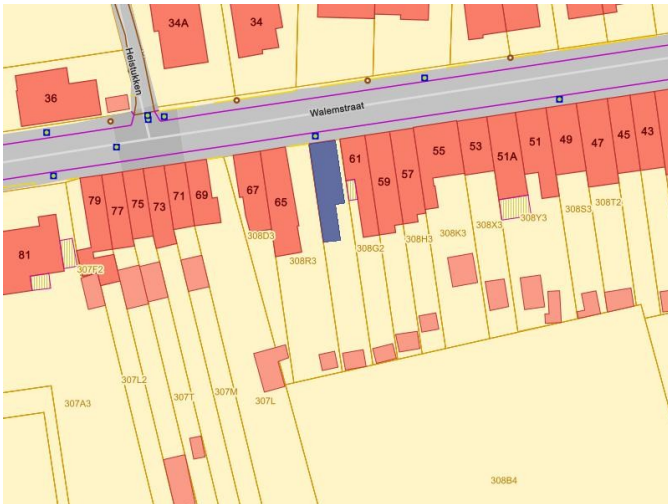 34A
34
36
Heistukken
Walemstraat
79
77
75
73
71
69
67
65
61
59
57
55
53
51A
51
49
47
45
43
81
307F2
308D3
308R3
308G2
308H3
308K3
308X3
308Y3
308S3
308T2
307A3
307L2
307T
307M
307L
308B4